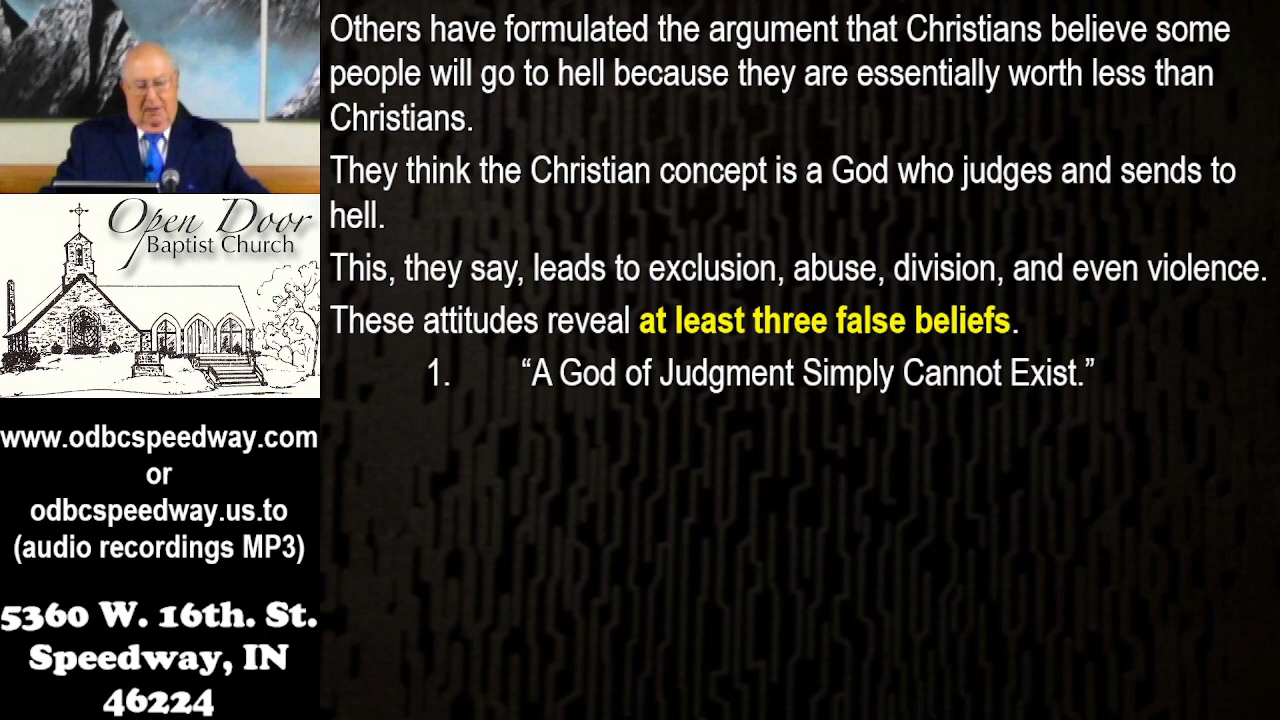 Others have formulated the argument that Christians believe some
people will go to hell because they are essentially worth less than
Christians.
They think the Christian concept is a God who judges and sends to
hell.
This, they say, leads to exclusion, abuse, division, and even violence.
These attitudes reveal at least three false beliefs.
1. “A God of Judgment Simply Cannot Exist.”
Open Door
Baptist Church
www.odbcspeedway.com
or
odbcspeedway.us.to
(audio recordings MP3)
5360 W. 16th. St.
Speedway, IN
46224